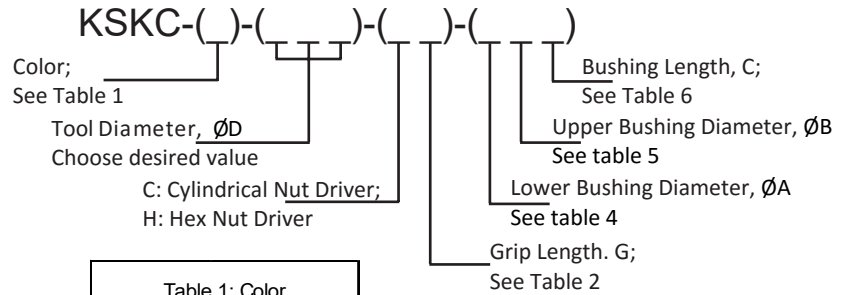 KSKC-(_)-(_ _ _)-(_ _)-(_ _ _)
Color;
See Table 1
Tool Diameter, ØD
Choose desired value
C: Cylindrical Nut Driver;
H: Hex Nut Driver
Bushing Length, C;
See Table 6
Upper Bushing Diameter, ØB
See table 5
Lower Bushing Diameter, ØA
See table 4
Grip Length. G;
See Table 2
Table 1: Color